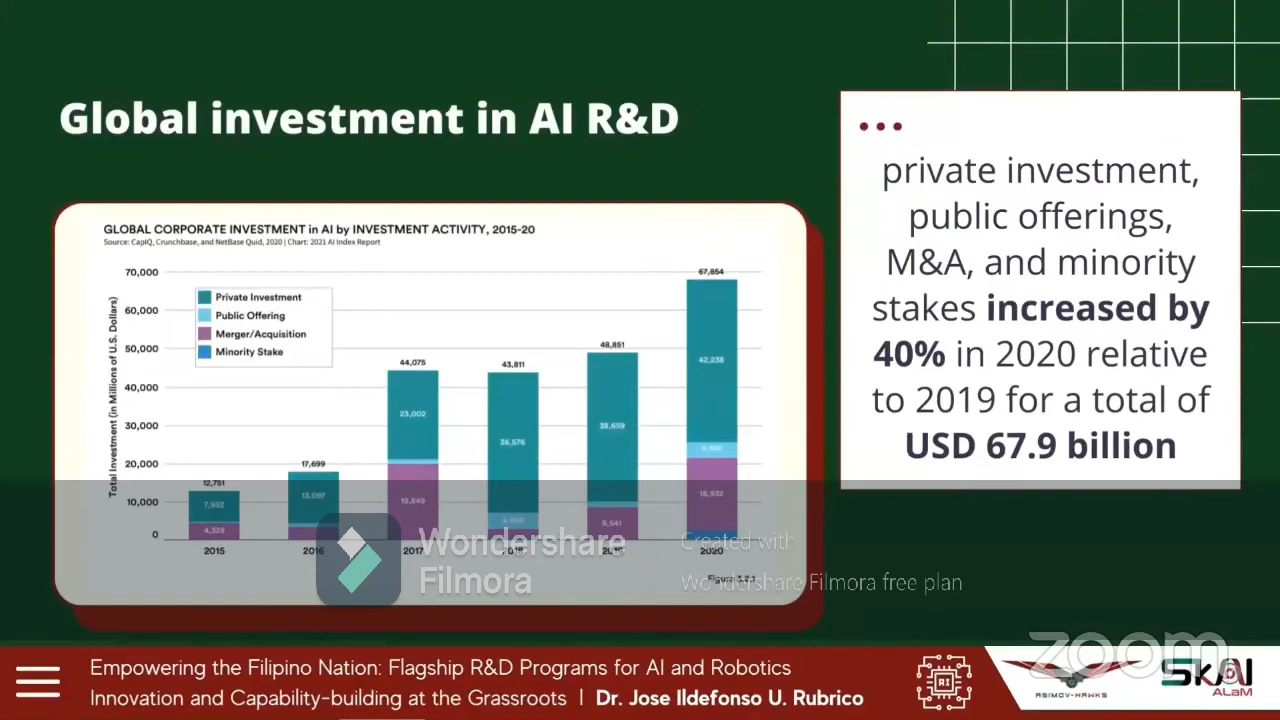 Global investment in AI R&D
GLOBAL CORPORATE INVESTMENT in AI by INVESTMENT ACTIVITY, 2015-20
Source: CapIQ, Crunchbase, and NetBase Quid, 2020 | Chart: 2021 AI Index Report
Total Investment (in Millions of U.S. Dollars)
70,000
60,000
50,000
40,000
30,000
20,000
10,000
0
Private Investment
Public Offering
Merger/Acquisition
Minority Stake
12,751
7,952
4,329
2015
17,699
13,097
2016
44,075
23,002
19,849
2017
43,811
36,576
2018
48,851
38,659
8,541
2019
67,854
42,238
18,932
2020
private investment,
public offerings,
M&A, and minority
stakes increased by
40% in 2020 relative
to 2019 for a total of
USD 67.9 billion
Wondershare
Filmora
Created with
Wondershare Filmora free plan
zoom
Empowering the Filipino Nation: Flagship R&D Programs for AI and Robotics
Innovation and Capability-building at the Grassroots | Dr. Jose Ildefonso U. Rubrico
ASIMOV-HAWKS
SKAI
ALaM